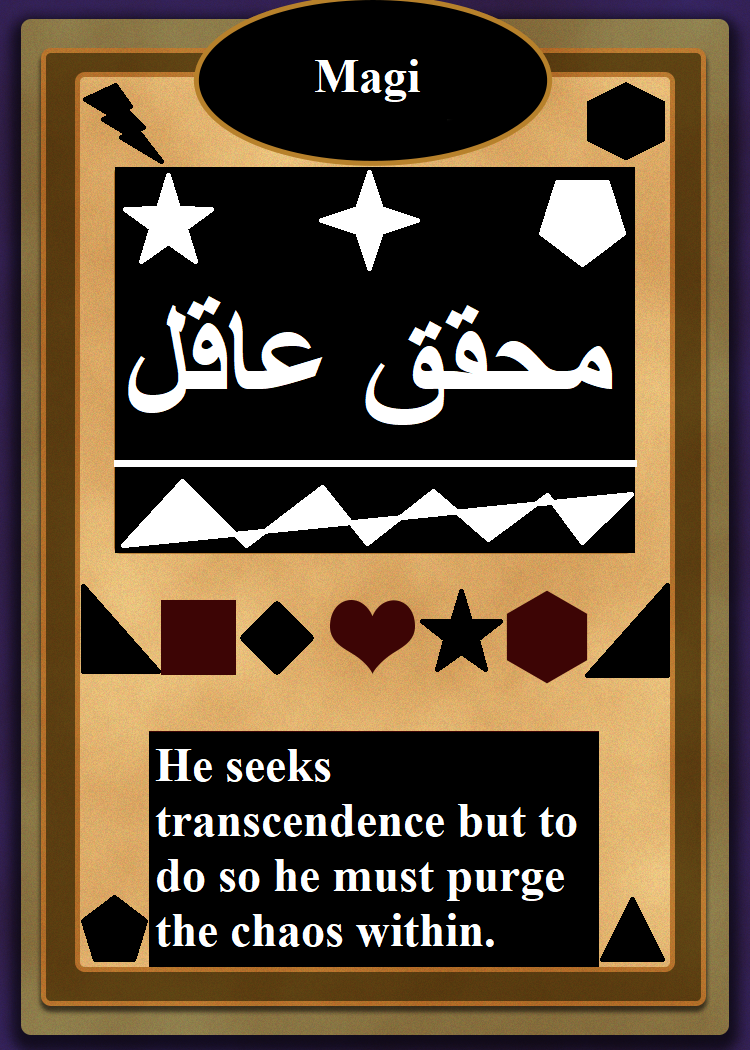 Magi
محقق عاقل
He seeks
transcendence but to
do so he must purge
the chaos within.